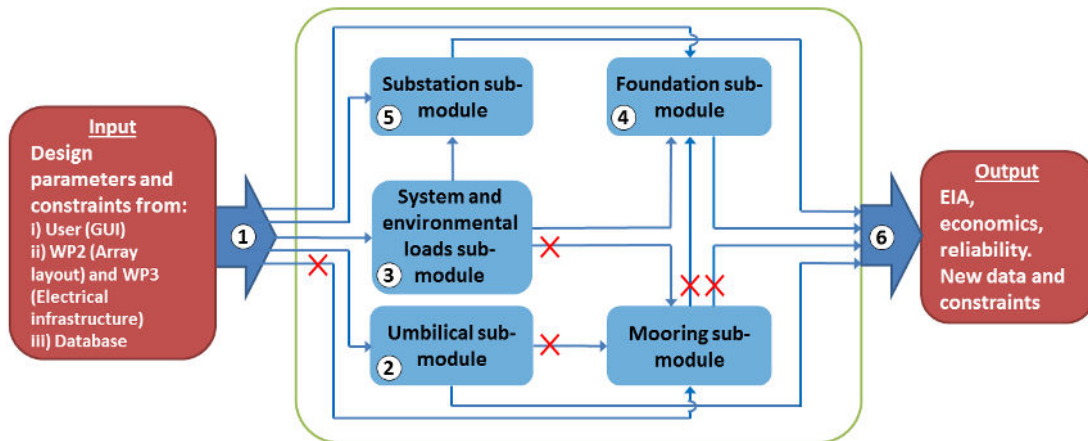 Input
Design
parameters and
constraints from:
i) User (GUI)
ii) WP2 (Array
layout) and WP3
(Electrical
infrastructure)
iii) Database
1
Substation sub-
module
5
System and
environmental
loads sub-
module
3
Umbilical sub-
module
2
Foundation sub-
module
4
Mooring sub-
module
6
Output
EIA,
economics,
reliability.
New data and
constraints